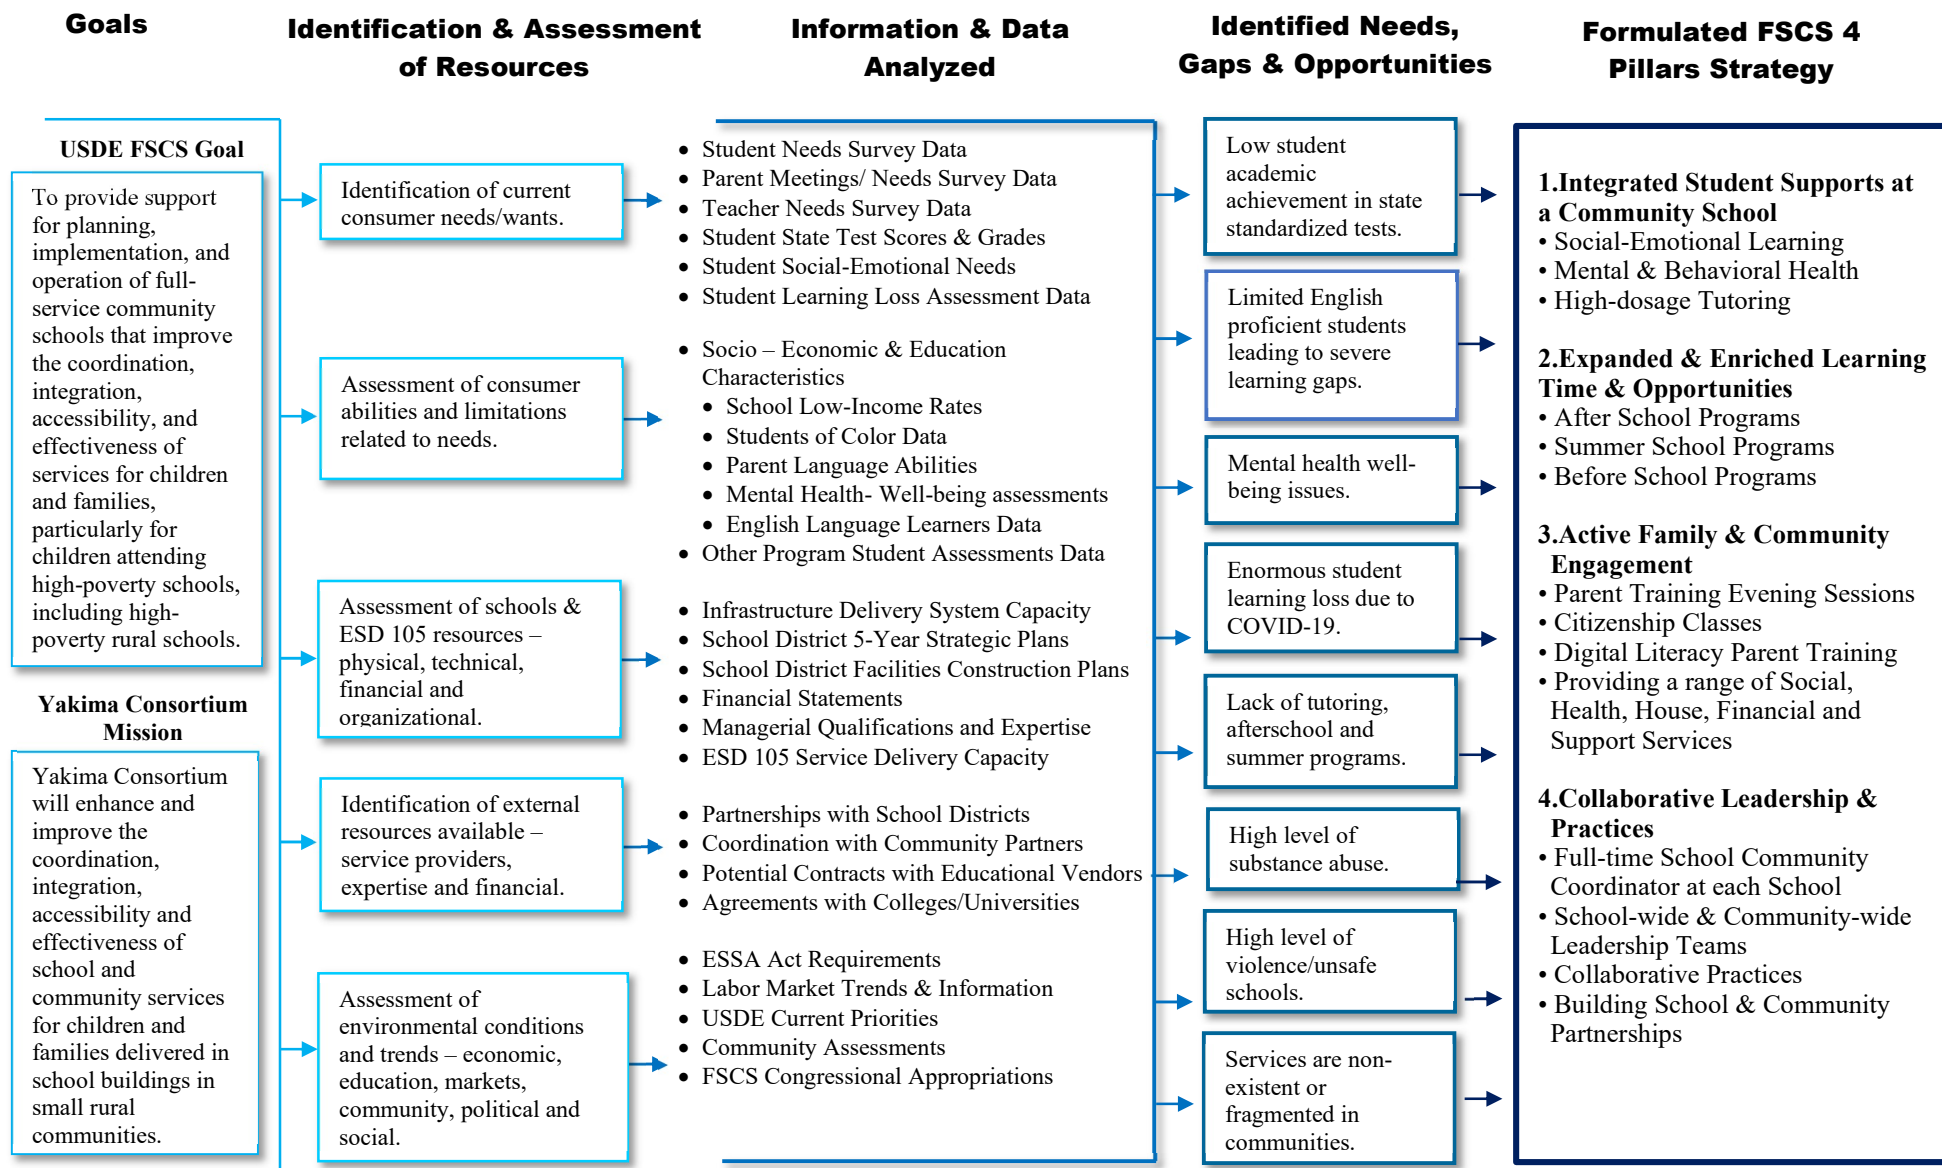 Goals
Identification & Assessment
of Resources
Information & Data
Analyzed
Identified Needs,
Gaps & Opportunities
Formulated FSCS 4
Pillars Strategy
USDE FSCS Goal
To provide support
for planning,
implementation, and
operation of full-
service community
schools that improve
the coordination,
integration,
accessibility, and
effectiveness of
services for children
and families,
particularly for
children attending
high-poverty schools,
including high-
poverty rural schools.
Yakima Consortium
Mission
Yakima Consortium
will enhance and
improve the
coordination,
integration,
accessibility and
effectiveness of
school and
community services
for children and
families delivered in
school buildings in
small rural
communities.
Identification of current
consumer needs/wants.
Assessment of consumer
abilities and limitations
related to needs.
Assessment of schools &
ESD 105 resources –
physical, technical,
financial and
organizational.
Identification of external
resources available –
service providers,
expertise and financial.
Assessment of
environmental conditions
and trends – economic,
education, markets,
community, political and
social.
• Student Needs Survey Data
• Parent Meetings/ Needs Survey Data
• Teacher Needs Survey Data
• Student State Test Scores & Grades
• Student Social-Emotional Needs
• Student Learning Loss Assessment Data
• Socio – Economic & Education
Characteristics
• School Low-Income Rates
• Students of Color Data
• Parent Language Abilities
• Mental Health- Well-being assessments
• English Language Learners Data
• Other Program Student Assessments Data
• Infrastructure Delivery System Capacity
• School District 5-Year Strategic Plans
• School District Facilities Construction Plans
• Financial Statements
• Managerial Qualifications and Expertise
• ESD 105 Service Delivery Capacity
• Partnerships with School Districts
• Coordination with Community Partners
• Potential Contracts with Educational Vendors
• Agreements with Colleges/Universities
• ESSA Act Requirements
• Labor Market Trends & Information
• USDE Current Priorities
• Community Assessments
• FSCS Congressional Appropriations
Low student
academic
achievement in state
standardized tests.
Limited English
proficient students
leading to severe
learning gaps.
Mental health well-
being issues.
Enormous student
learning loss due to
COVID-19.
Lack of tutoring,
afterschool and
summer programs.
High level of
substance abuse.
High level of
violence/unsafe
schools.
Services are non-
existent or
fragmented in
communities.
1.Integrated Student Supports at
a Community School
• Social-Emotional Learning
• Mental & Behavioral Health
• High-dosage Tutoring
2.Expanded & Enriched Learning
Time & Opportunities
• After School Programs
• Summer School Programs
• Before School Programs
3.Active Family & Community
Engagement
• Parent Training Evening Sessions
• Citizenship Classes
• Digital Literacy Parent Training
• Providing a range of Social,
Health, House, Financial and
Support Services
4.Collaborative Leadership &
Practices
• Full-time School Community
Coordinator at each School
• School-wide & Community-wide
Leadership Teams
• Collaborative Practices
• Building School & Community
Partnerships